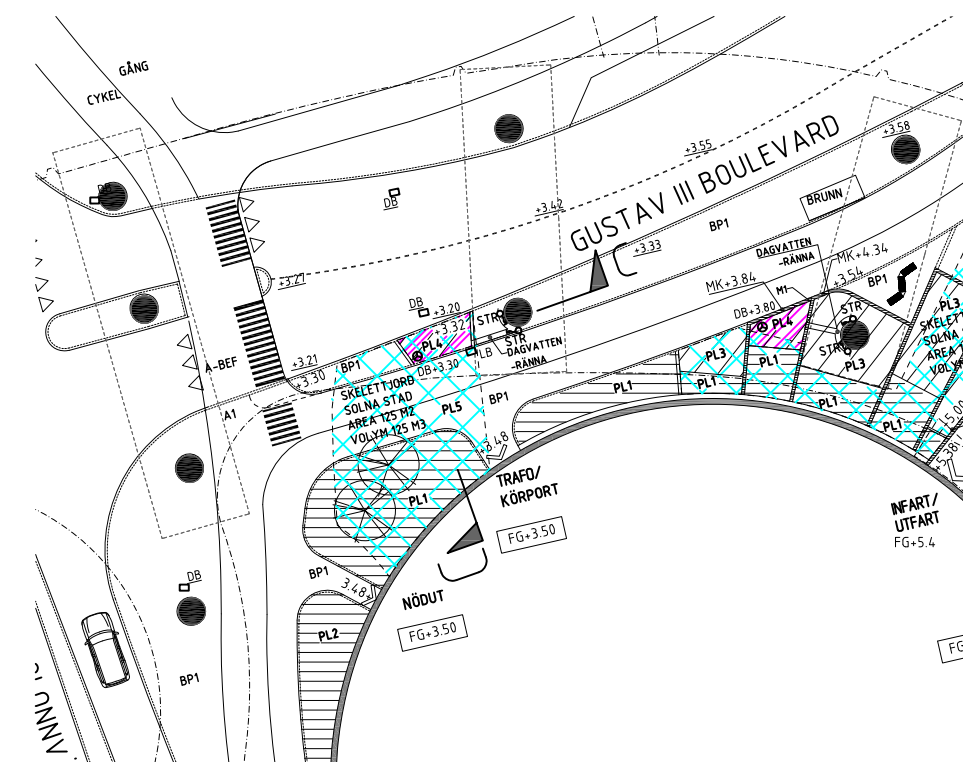 GÅNG
CYKEL
DB
DB
+3.55
+3.58
+3.42
GUSTAV III BOULEVARD
BRUNN
+3.33
BP1
DAGVATTEN
-RÄNNA
MK+4.34
+3.27
MK+3.84
+3.54
BP1
M1
DB
+3.20
STR
DB+3.80
STR
PL3
+3.32
PL4
PL4
STR
LB
STR
DAGVATTEN
-RÄNNA
A-BEF
+3.21
BP1
DB+3.30
PL3
PL1
PL3
+3.30
SKELETTJORD
SOLNA STAD
AREA 125 M2
VOLYM 125 M3
PL5
BP1
PL1
PL1
PL1
A1
PL1
+3.48
TRAFO/
KÖRPORT
PL1
FG+3.50
INFART/
UTFART
FG+5.4
DB
BP1
3.48
NÖDUT
FG+3.50
PL2
BP1